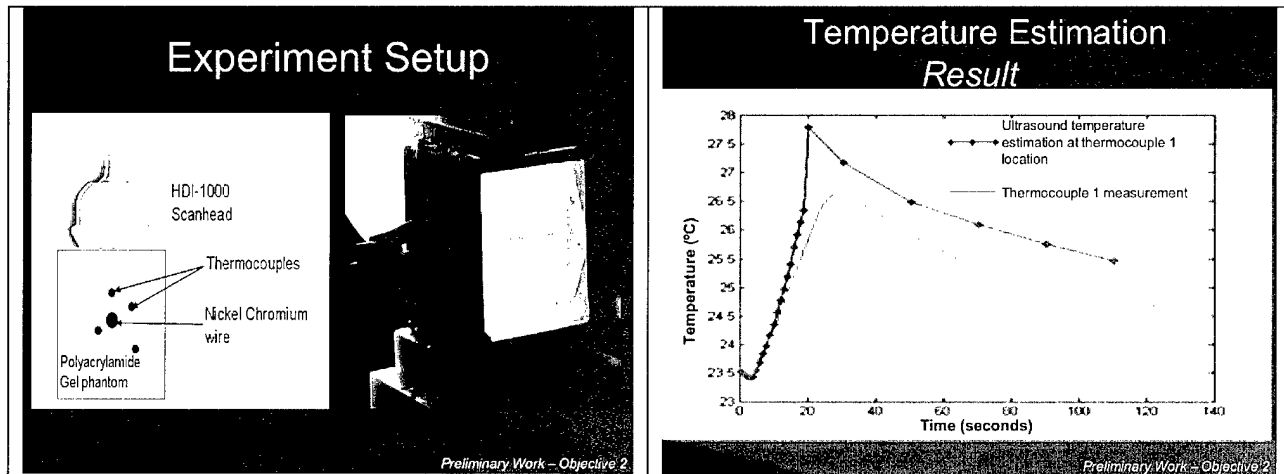 Experiment Setup
HDI-1000
Scanhead
Thermocouples
Nickel Chromium
wire
Polyacrylamide
Gel phantom
Preliminary Work – Objective 2
Temperature Estimation
Result
Ultrasound temperature
estimation at thermocouple 1
location
Thermocouple 1 measurement
Temperature (ºC)
28
27.5
27
26.5
26
25.5
25
24.5
24
23.5
23
0
20
40
60
80
100
120
140
Time (seconds)
Preliminary Work – Objective 2